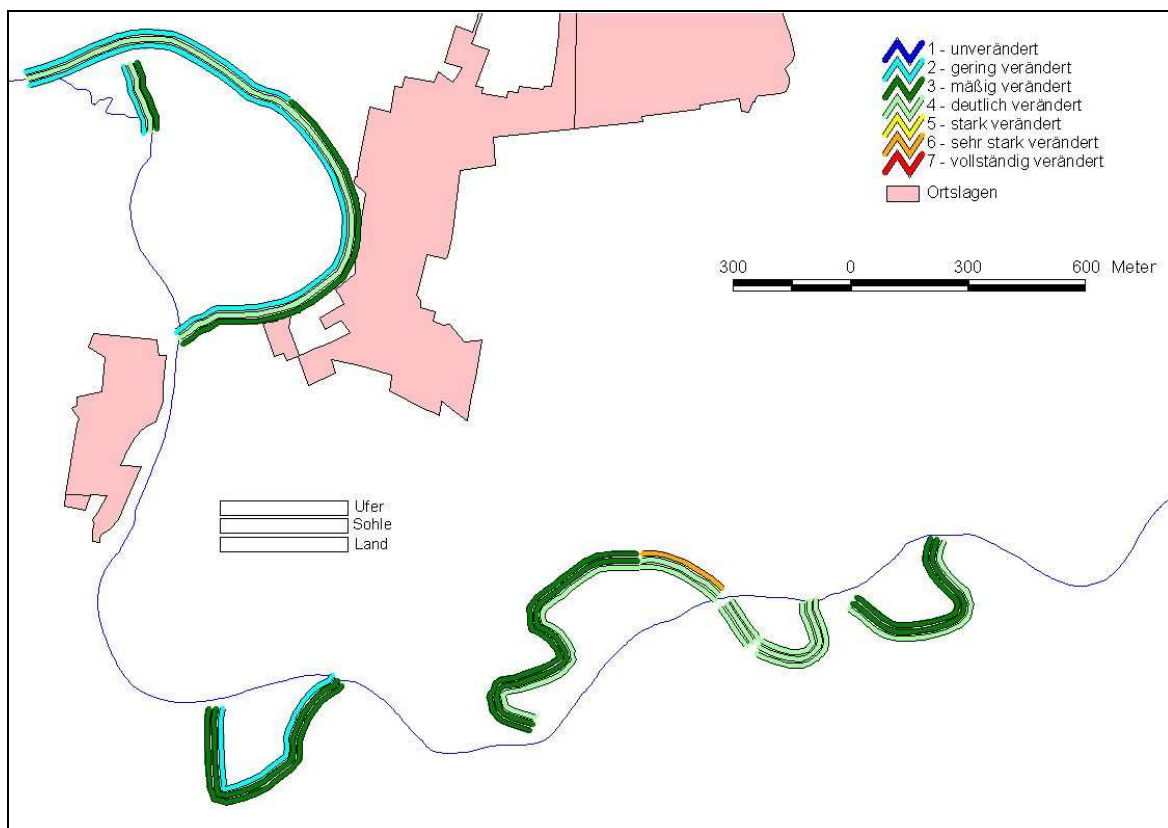 1 - unverändert
2 - gering verändert
3 - mäßig verändert
4 - deutlich verändert
5 - stark verändert
6 - sehr stark verändert
7 - vollständig verändert
Ortslagen
300 0 300 600 Meter
Ufer
Sohle
Land